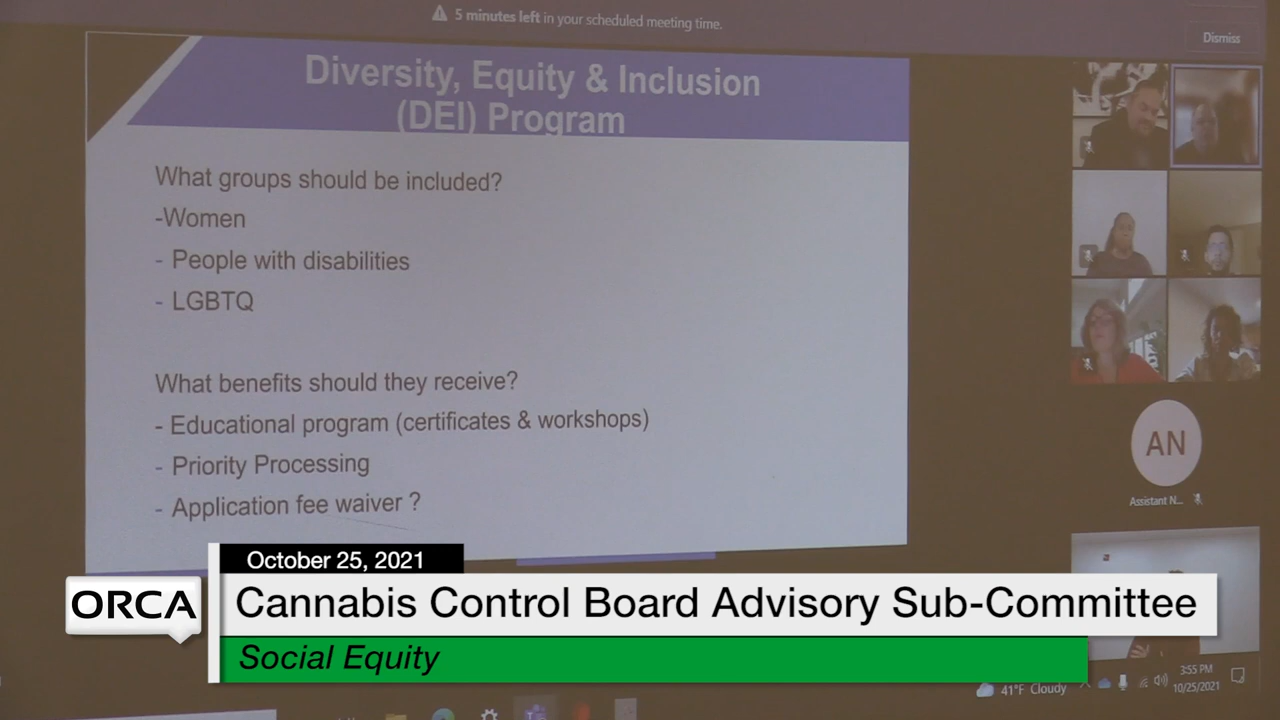 5 minutes left in your scheduled meeting time.
Dismiss
Diversity, Equity & Inclusion
(DEI) Program
What groups should be included?
-Women
- People with disabilities
- LGBTQ
What benefits should they receive?
- Educational program (certificates & workshops)
- Priority Processing
- Application fee waiver ?
AN
Assistant N...
October 25, 2021
ORCA
Cannabis Control Board Advisory Sub-Committee
Social Equity
41°F Cloudy
3:55 PM
10/25/2021